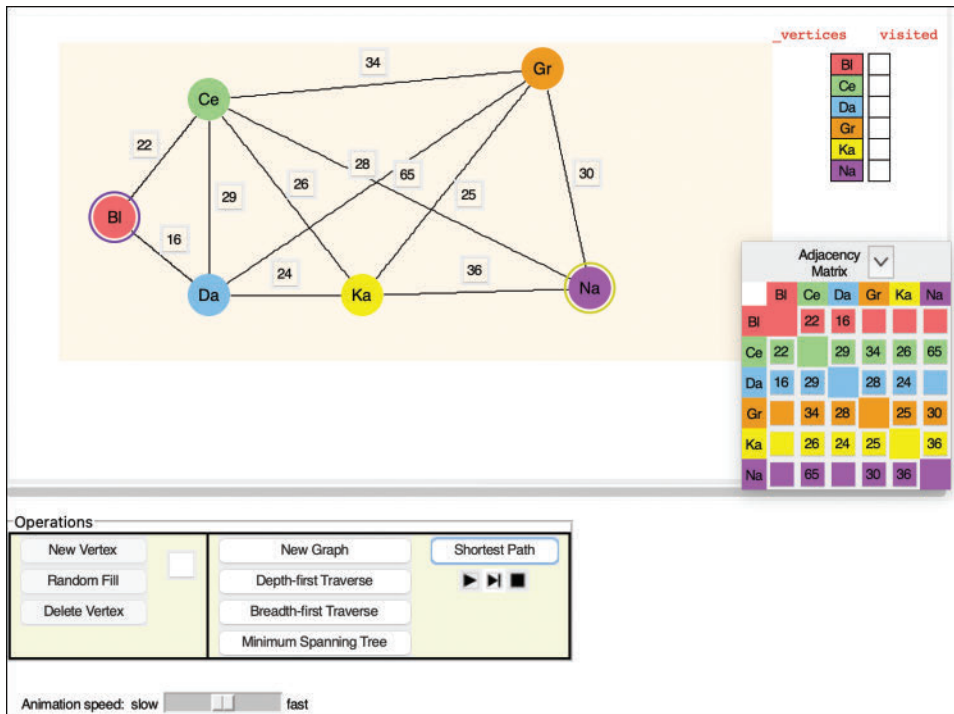 _vertices visited
Bl
Ce
Da
Gr
Ka
Na
34
Gr
Ce
22
28
65
30
26
25
29
Bl
16
24
36
Da
Ka
Na
Adjacency
Matrix
Bl Ce Da Gr Ka Na
Bl 22 16
Ce 22 29 34 26 65
Da 16 29 28 24
Gr 34 28 25 30
Ka 26 24 25 36
Na 65 30 36
Operations
New Vertex New Graph Shortest Path
Random Fill Depth-first Traverse
Delete Vertex Breadth-first Traverse
Minimum Spanning Tree
Animation speed: slow fast